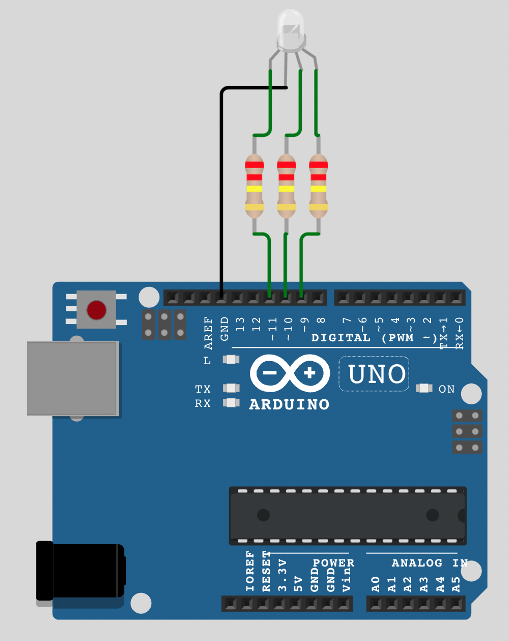 AREF
GND
13
12
~11
~10
~9
8
7
~6
~5
4
~3
2
TX→1
RX←0
DIGITAL (PWM ~)
L
TX
RX
ARDUINO
UNO
ON
IOREF
RESET
3.3V
5V
GND
GND
Vin
POWER
ANALOG IN
A0
A1
A2
A3
A4
A5